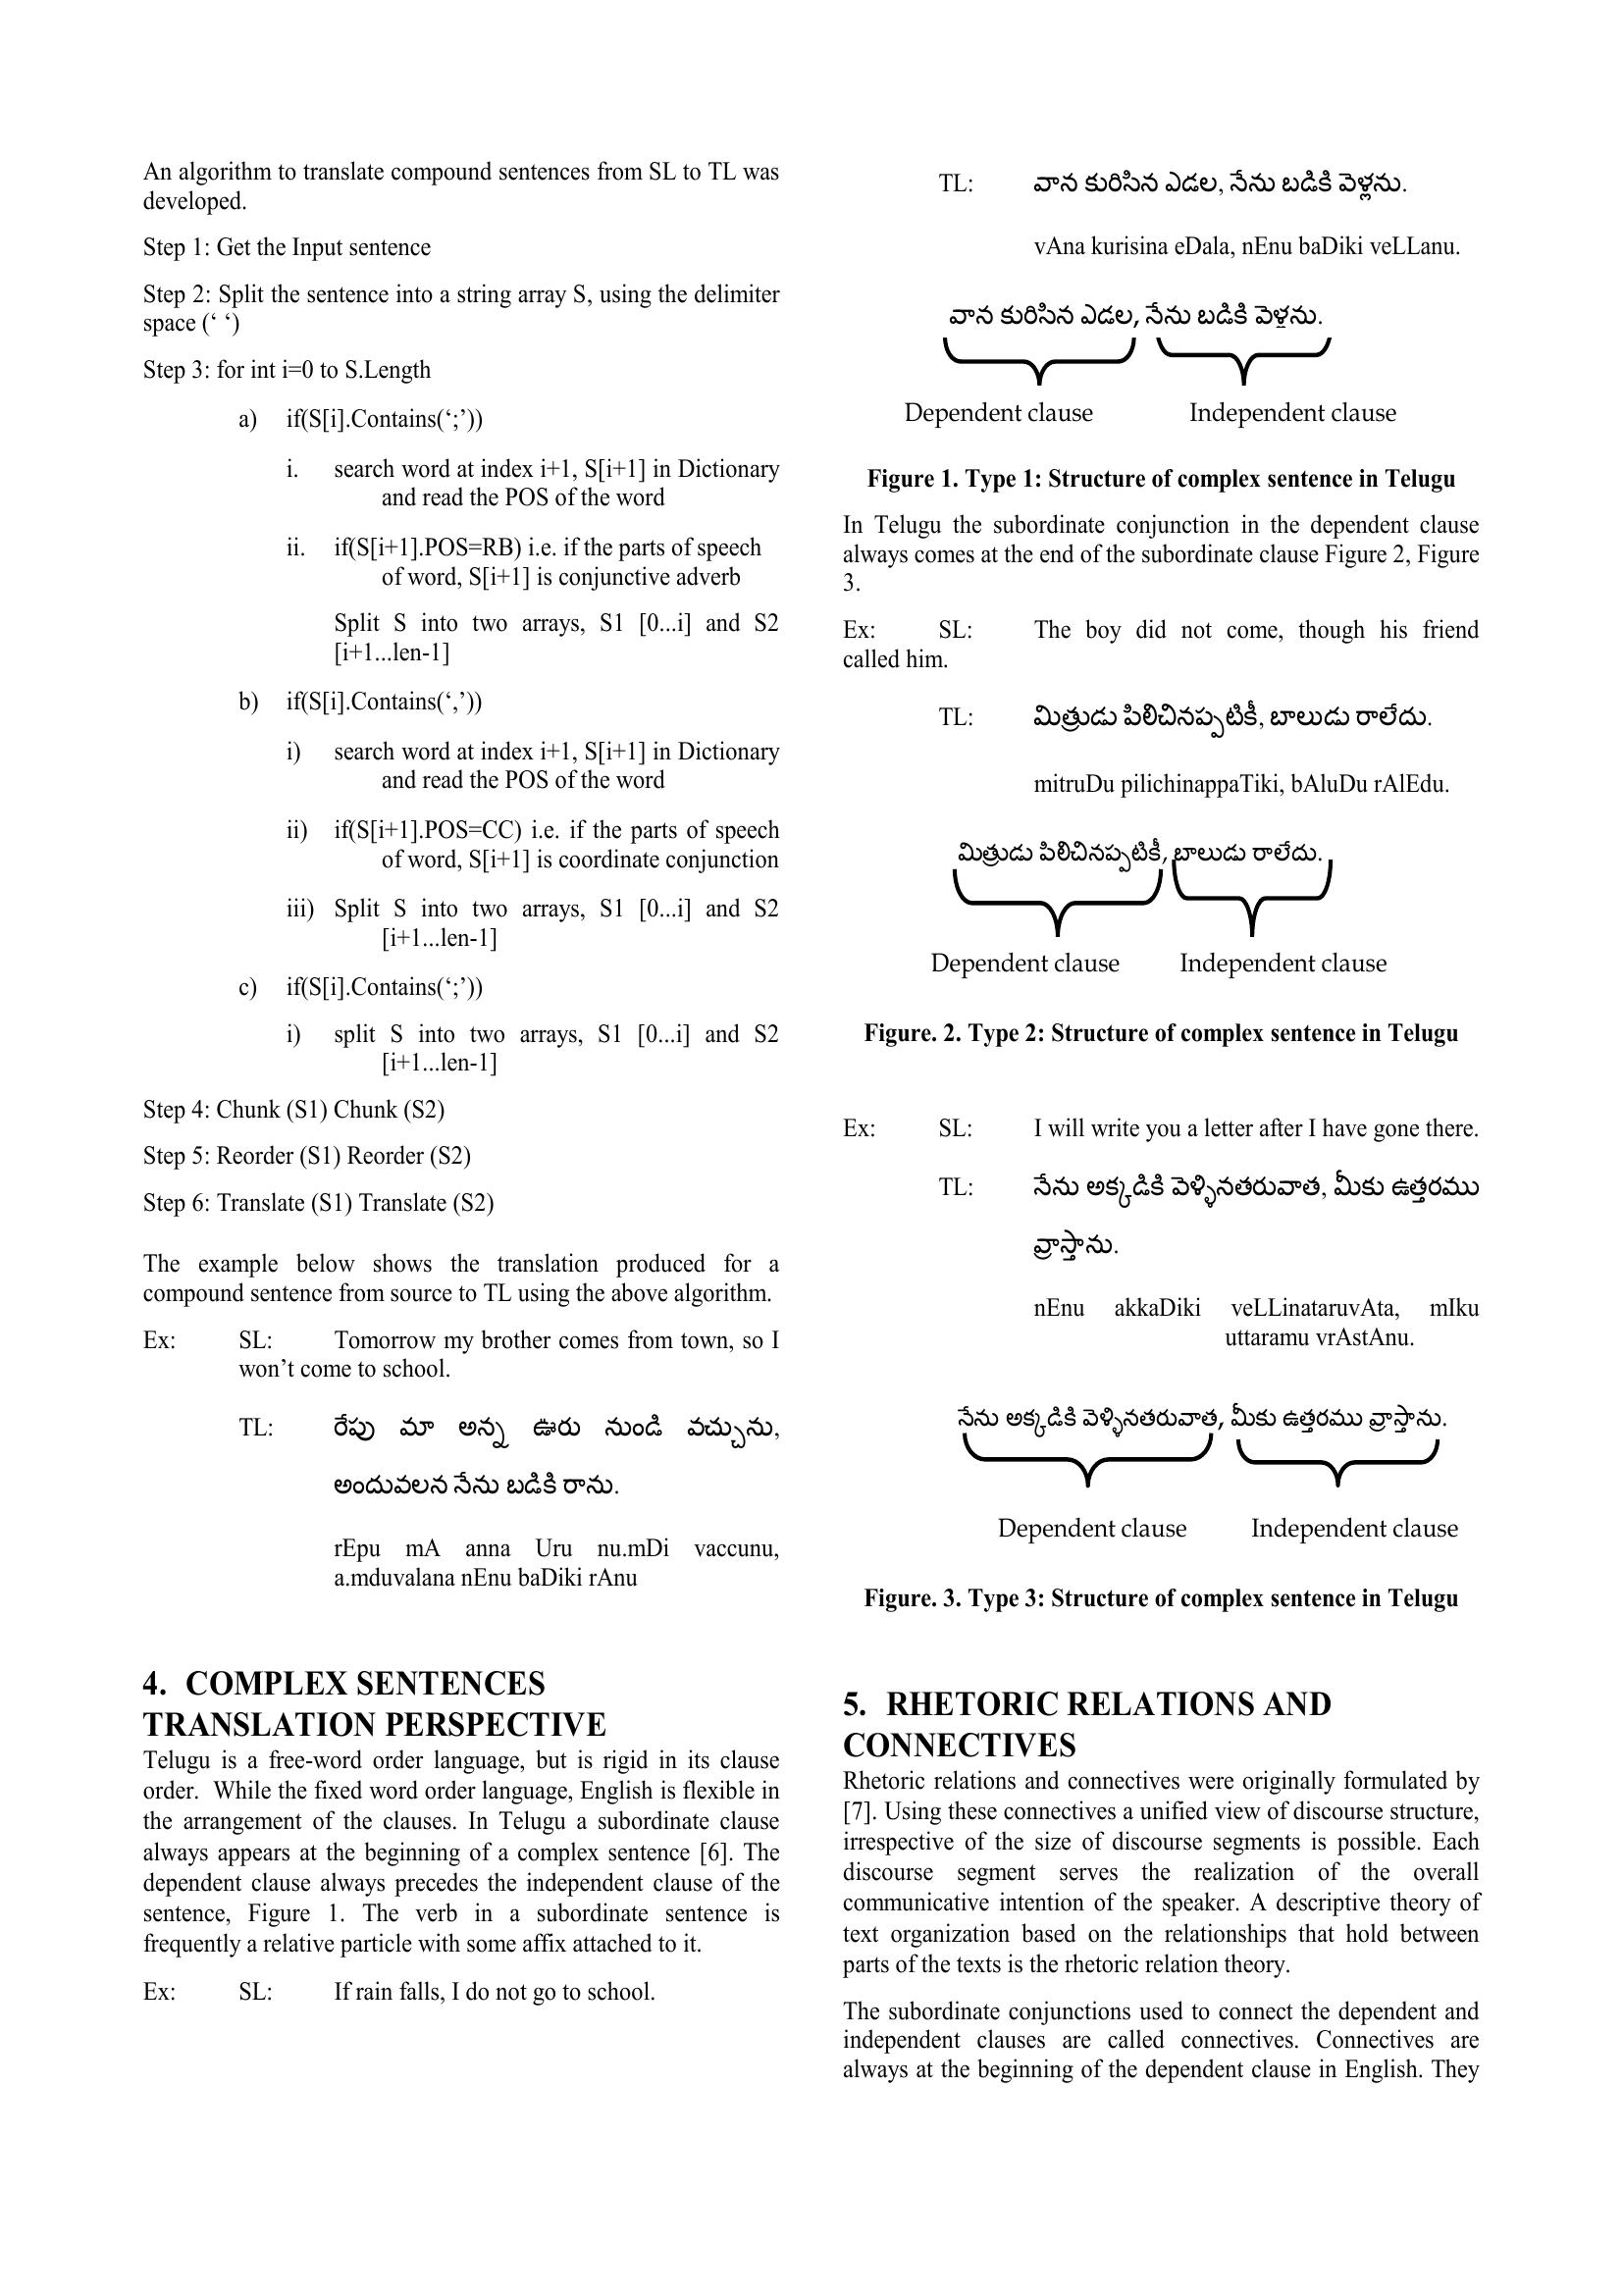 An algorithm to translate compound sentences from SL to TL was
developed.
Step 1: Get the Input sentence
Step 2: Split the sentence into a string array S, using the delimiter
space (‘ ‘)
Step 3: for int i=0 to S.Length
a) if(S[i].Contains(‘;’))
i. search word at index i+1, S[i+1] in Dictionary
and read the POS of the word
ii. if(S[i+1].POS=RB) i.e. if the parts of speech
of word, S[i+1] is conjunctive adverb
Split S into two arrays, S1 [0...i] and S2
[i+1...len-1]
b) if(S[i].Contains(‘,’))
i) search word at index i+1, S[i+1] in Dictionary
and read the POS of the word
ii) if(S[i+1].POS=CC) i.e. if the parts of speech
of word, S[i+1] is coordinate conjunction
iii) Split S into two arrays, S1 [0...i] and S2
[i+1...len-1]
c) if(S[i].Contains(‘;’))
i) split S into two arrays, S1 [0...i] and S2
[i+1...len-1]
Step 4: Chunk (S1) Chunk (S2)
Step 5: Reorder (S1) Reorder (S2)
Step 6: Translate (S1) Translate (S2)
The example below shows the translation produced for a
compound sentence from source to TL using the above algorithm.
Ex: SL: Tomorrow my brother comes from town, so I
won’t come to school.
TL: రేపు మా అన్న ఊరు నుండి వచ్చును,
అందువలన నేను బడికి రాను.
rEpu mA anna Uru nu.mDi vaccunu,
a.mduvalana nEnu baDiki rAnu
4. COMPLEX SENTENCES
TRANSLATION PERSPECTIVE
Telugu is a free-word order language, but is rigid in its clause
order. While the fixed word order language, English is flexible in
the arrangement of the clauses. In Telugu a subordinate clause
always appears at the beginning of a complex sentence [6]. The
dependent clause always precedes the independent clause of the
sentence, Figure 1. The verb in a subordinate sentence is
frequently a relative particle with some affix attached to it.
Ex: SL: If rain falls, I do not go to school.
TL: వాన కురిసిన ఎడల, నేను బడికి వెళ్లను.
vAna kurisina eDala, nEnu baDiki veLLanu.
వాన కురిసిన ఎడల, నేను బడికి వెళ్లను.
Dependent clause Independent clause
Figure 1. Type 1: Structure of complex sentence in Telugu
In Telugu the subordinate conjunction in the dependent clause
always comes at the end of the subordinate clause Figure 2, Figure
3.
Ex: SL: The boy did not come, though his friend
called him.
TL: మిత్రుడు పిలిచినప్పటికీ, బాలుడు రాలేదు.
mitruDu pilichinappaTiki, bAluDu rAlEdu.
మిత్రుడు పిలిచినప్పటికీ, బాలుడు రాలేదు.
Dependent clause Independent clause
Figure. 2. Type 2: Structure of complex sentence in Telugu
Ex: SL: I will write you a letter after I have gone there.
TL: నేను అక్కడికి వెళ్ళినతరువాత, మీకు ఉత్తరము
వ్రాస్తాను.
nEnu akkaDiki veLLinataruvAta, mIku
uttaramu vrAstAnu.
నేను అక్కడికి వెళ్ళినతరువాత, మీకు ఉత్తరము వ్రాస్తాను.
Dependent clause Independent clause
Figure. 3. Type 3: Structure of complex sentence in Telugu
5. RHETORIC RELATIONS AND
CONNECTIVES
Rhetoric relations and connectives were originally formulated by
[7]. Using these connectives a unified view of discourse structure,
irrespective of the size of discourse segments is possible. Each
discourse segment serves the realization of the overall
communicative intention of the speaker. A descriptive theory of
text organization based on the relationships that hold between
parts of the texts is the rhetoric relation theory.
The subordinate conjunctions used to connect the dependent and
independent clauses are called connectives. Connectives are
always at the beginning of the dependent clause in English. They